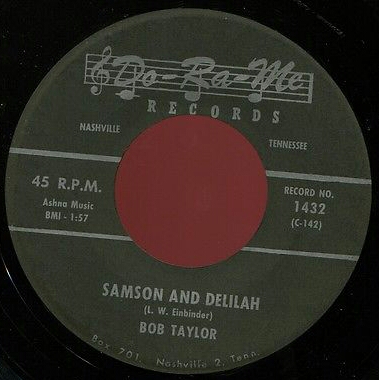 Do-Ra-Me
RECORDS
NASHVILLE
TENNESSEE
45 R.P.M.
Ashna Music
BMI - 1:57
RECORD NO.
1432
(C-142)
SAMSON AND DELILAH
(L. W. Einbinder)
BOB TAYLOR
Box 701, Nashville 2, Tenn.